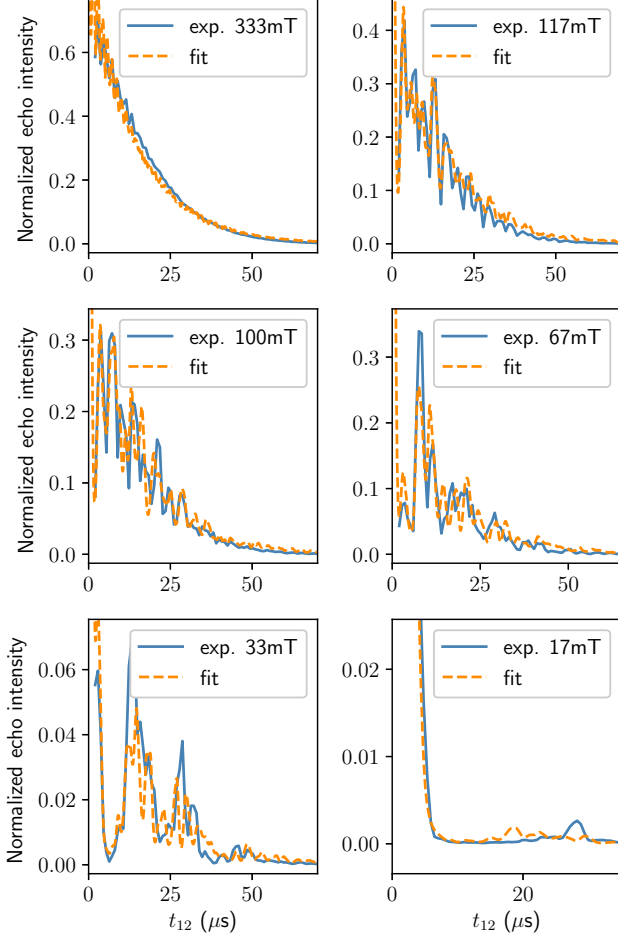 Normalized echo intensity
0.6
0.4
0.2
0.0
0
25
50
exp. 333mT
fit
0.4
0.3
0.2
0.1
0.0
0
25
50
exp. 117mT
fit
Normalized echo intensity
0.3
0.2
0.1
0.0
0
25
50
exp. 100mT
fit
0.3
0.2
0.1
0.0
25
50
exp. 67mT
fit
Normalized echo intensity
0.06
0.04
0.02
0.00
0
25
50
t₁₂ (μs)
exp. 33mT
fit
0.02
0.01
0.00
0
20
t₁₂ (μs)
exp. 17mT
fit